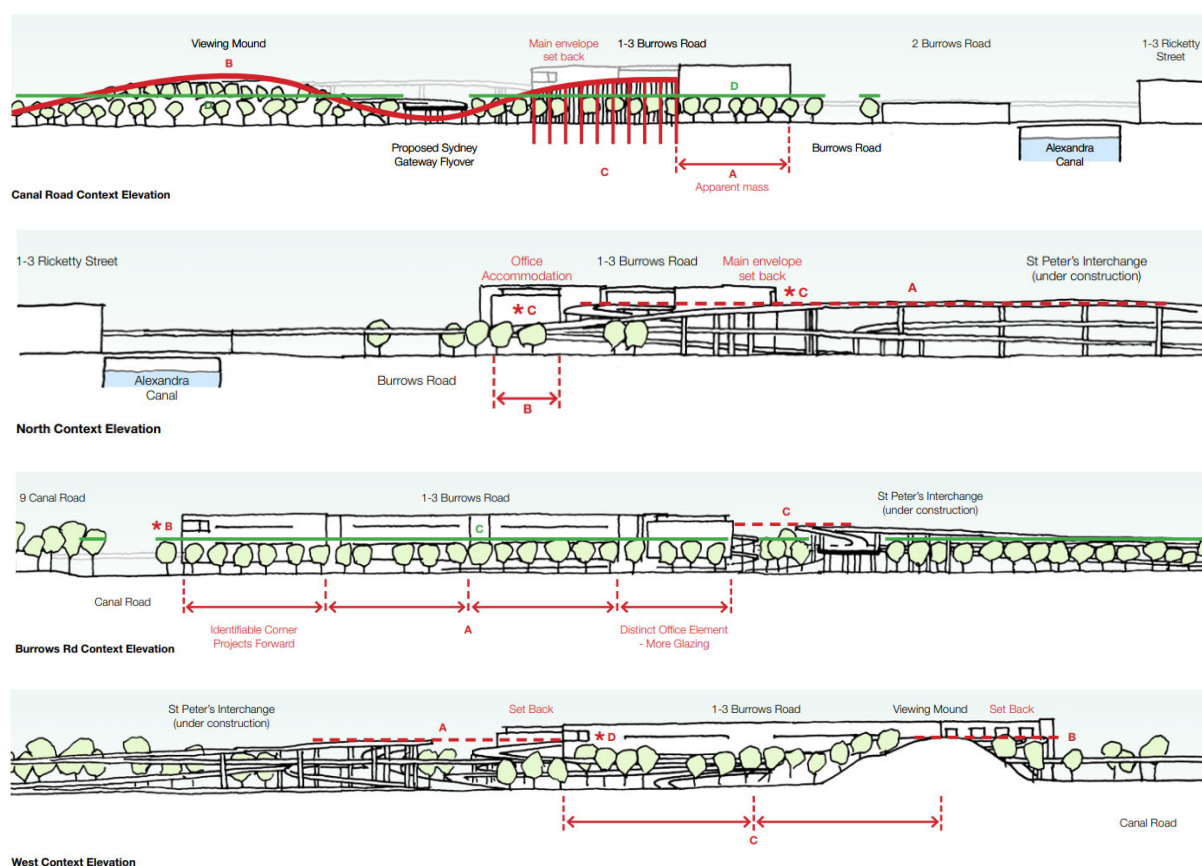 Viewing Mound
B
Main envelope
set back
1-3 Burrows Road
2 Burrows Road
1-3 Ricketty
Street
D
D
Proposed Sydney
Gateway Flyover
C
A
Apparent mass
Burrows Road
Alexandra
Canal
Canal Road Context Elevation
1-3 Ricketty Street
Office
Accommodation
1-3 Burrows Road
Main envelope
set back
St Peter's Interchange
(under construction)
* C
A
* C
Alexandra
Canal
Burrows Road
B
North Context Elevation
9 Canal Road
1-3 Burrows Road
St Peter's Interchange
(under construction)
* B
C
C
Canal Road
Identifiable Corner
Projects Forward
A
Distinct Office Element
- More Glazing
Burrows Rd Context Elevation
St Peter's Interchange
(under construction)
A
Set Back
1-3 Burrows Road
Viewing Mound
Set Back
* D
B
C
Canal Road
West Context Elevation